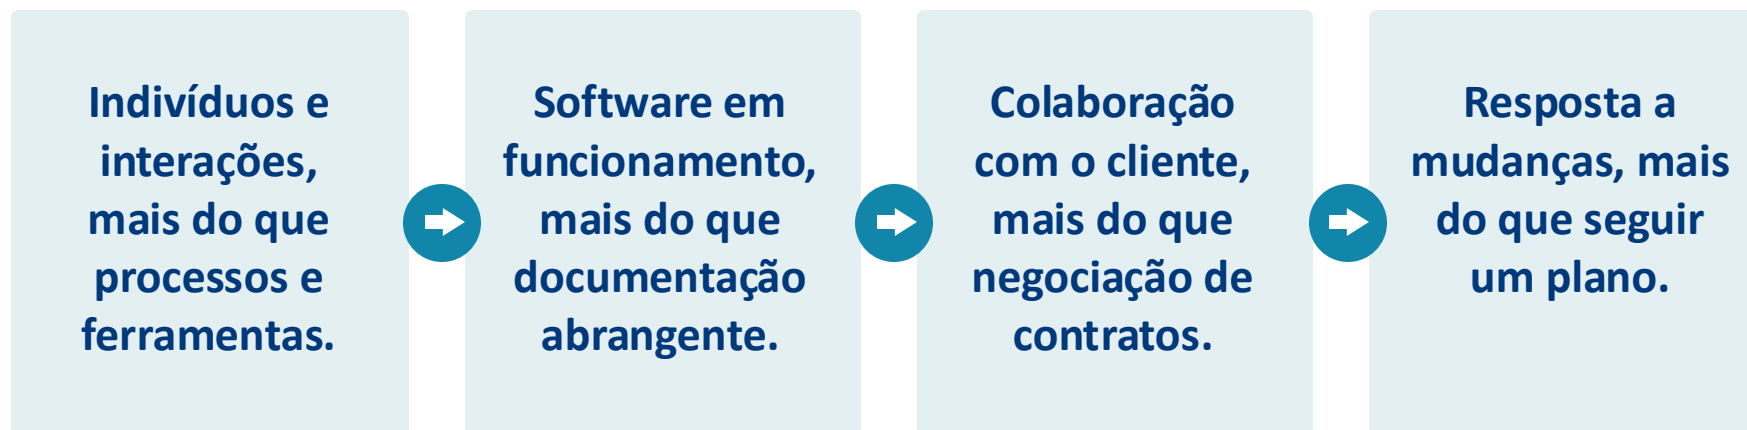 Indivíduos e
interações,
mais do que
processos e
ferramentas.
Software em
funcionamento,
mais do que
documentação
abrangente.
Colaboração
com o cliente,
mais do que
negociação de
contratos.
Resposta a
mudanças, mais
do que seguir
um plano.